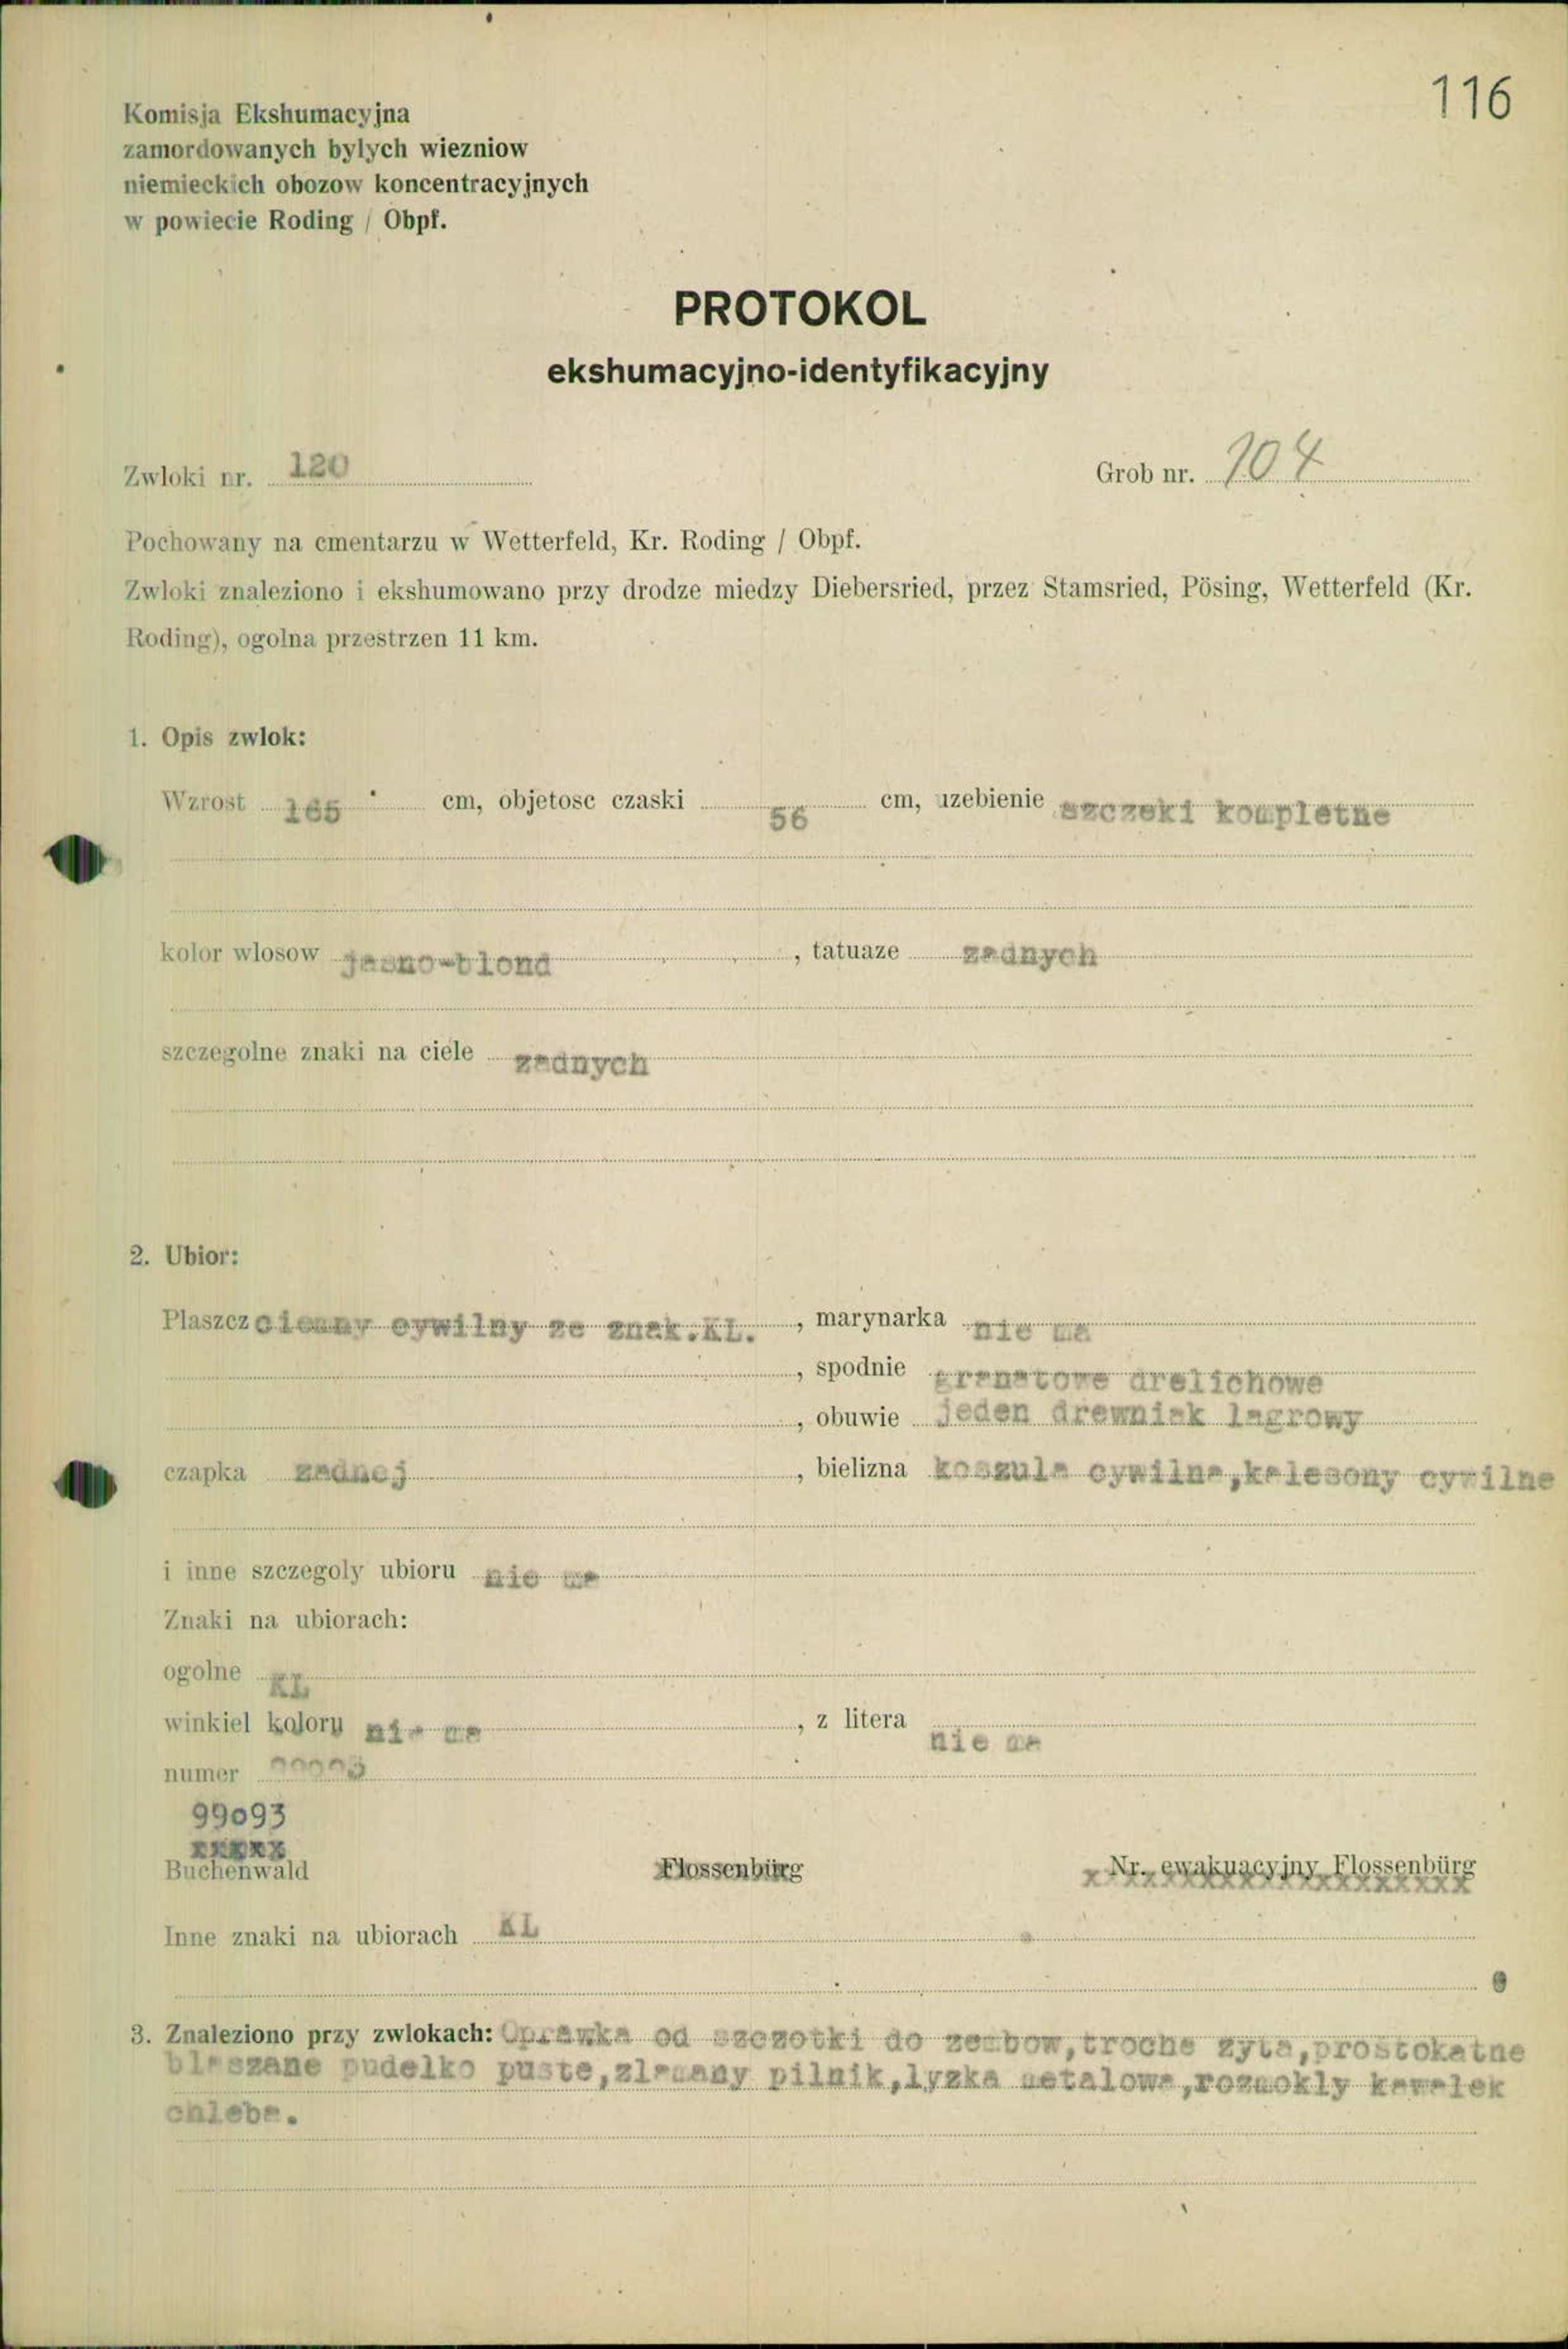 116
Komisja Ekshumacyjna
zamordowanych bylych wiezniow
niemieckich obozow koncentracyjnych
w powiecie Roding / Obpf.
PROTOKOL
ekshumacyjno-identyfikacyjny
Zwloki nr. 120 Grob nr. 104
Pochowany na cmentarzu w Wetterfeld, Kr. Roding / Obpf.
Zwloki znaleziono i ekshumowano przy drodze miedzy Diebersried, przez Stamsried, Pösing, Wetterfeld (Kr.
Roding), ogolna przestrzen 11 km.
1. Opis zwlok:
Wzrost 165 cm, objetosc czaski 56 cm, uzebienie szczeki kompletne
kolor wlosow jasno-blond, tatuaze zadnych
szczegolne znaki na ciele zadnych
2. Ubior:
Plaszcz ciemny cywilny ze znak.KL., marynarka nie ma
, spodnie granatowe drelichowe
, obuwie jeden drewniak lagrowy
czapka zadnej, bielizna koszula cywilna,kalesony cywilne
i inne szczegoly ubioru nie ma
Znaki na ubiorach:
ogolne KL
winkiel koloru nie ma, z litera nie ma
numer
99093
xxxxx
Buchenwald Flossenbürg Nr. ewakuacyjny Flossenbürg
Inne znaki na ubiorach KL
3. Znaleziono przy zwlokach: Oprawka od szczotki do zembow,troche zyta,prostokatne
blaszane pudelko puste,zlamany pilnik,lyzka metalowa,rozmokly kawalek
chleba.